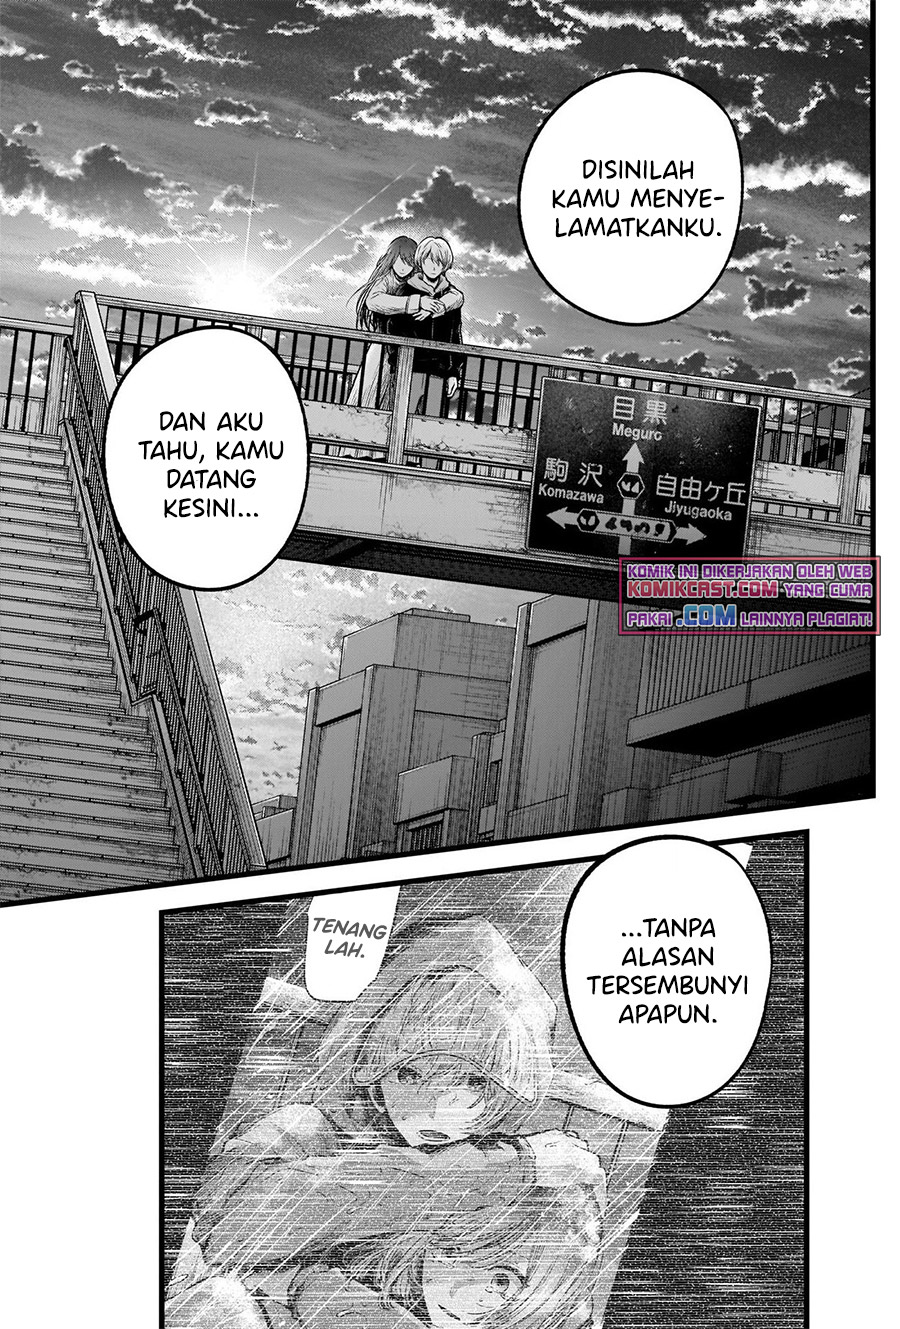 DISINILAH
KAMU MENYE-
LAMATKANKU.
DAN AKU
TAHU, KAMU
DATANG
KESINI...
目黒
Meguro
駒沢
Komazawa
自由ケ丘
Jiyugaoka
KOMIK INI DIKERJAKAN OLEH WEB
KOMIKCAST.COM YANG CUMA
PAKAI .COM LAINNYA PLAGIAT!
...TANPA
ALASAN
TERSEMBUNYI
APAPUN.
TENANG
LAH.